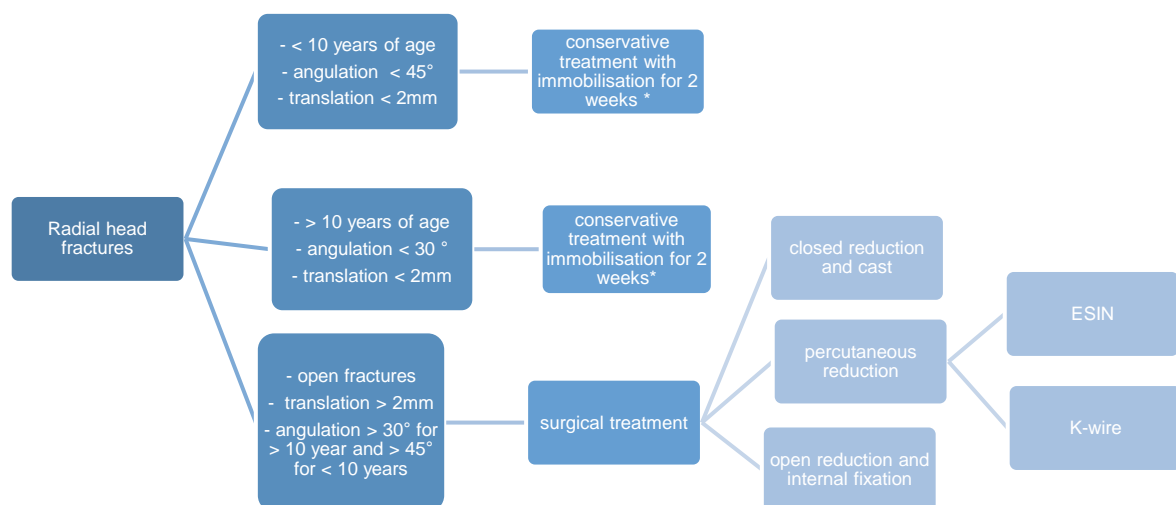 Radial head
fractures
- < 10 years of age
- angulation < 45°
- translation < 2mm
conservative
treatment with
immobilisation for 2
weeks *
- > 10 years of age
- angulation < 30 °
- translation < 2mm
conservative
treatment with
immobilisation for 2
weeks*
- open fractures
- translation > 2mm
- angulation > 30° for
> 10 year and > 45°
for < 10 years
surgical treatment
closed reduction
and cast
percutaneous
reduction
ESIN
K-wire
open reduction and
internal fixation